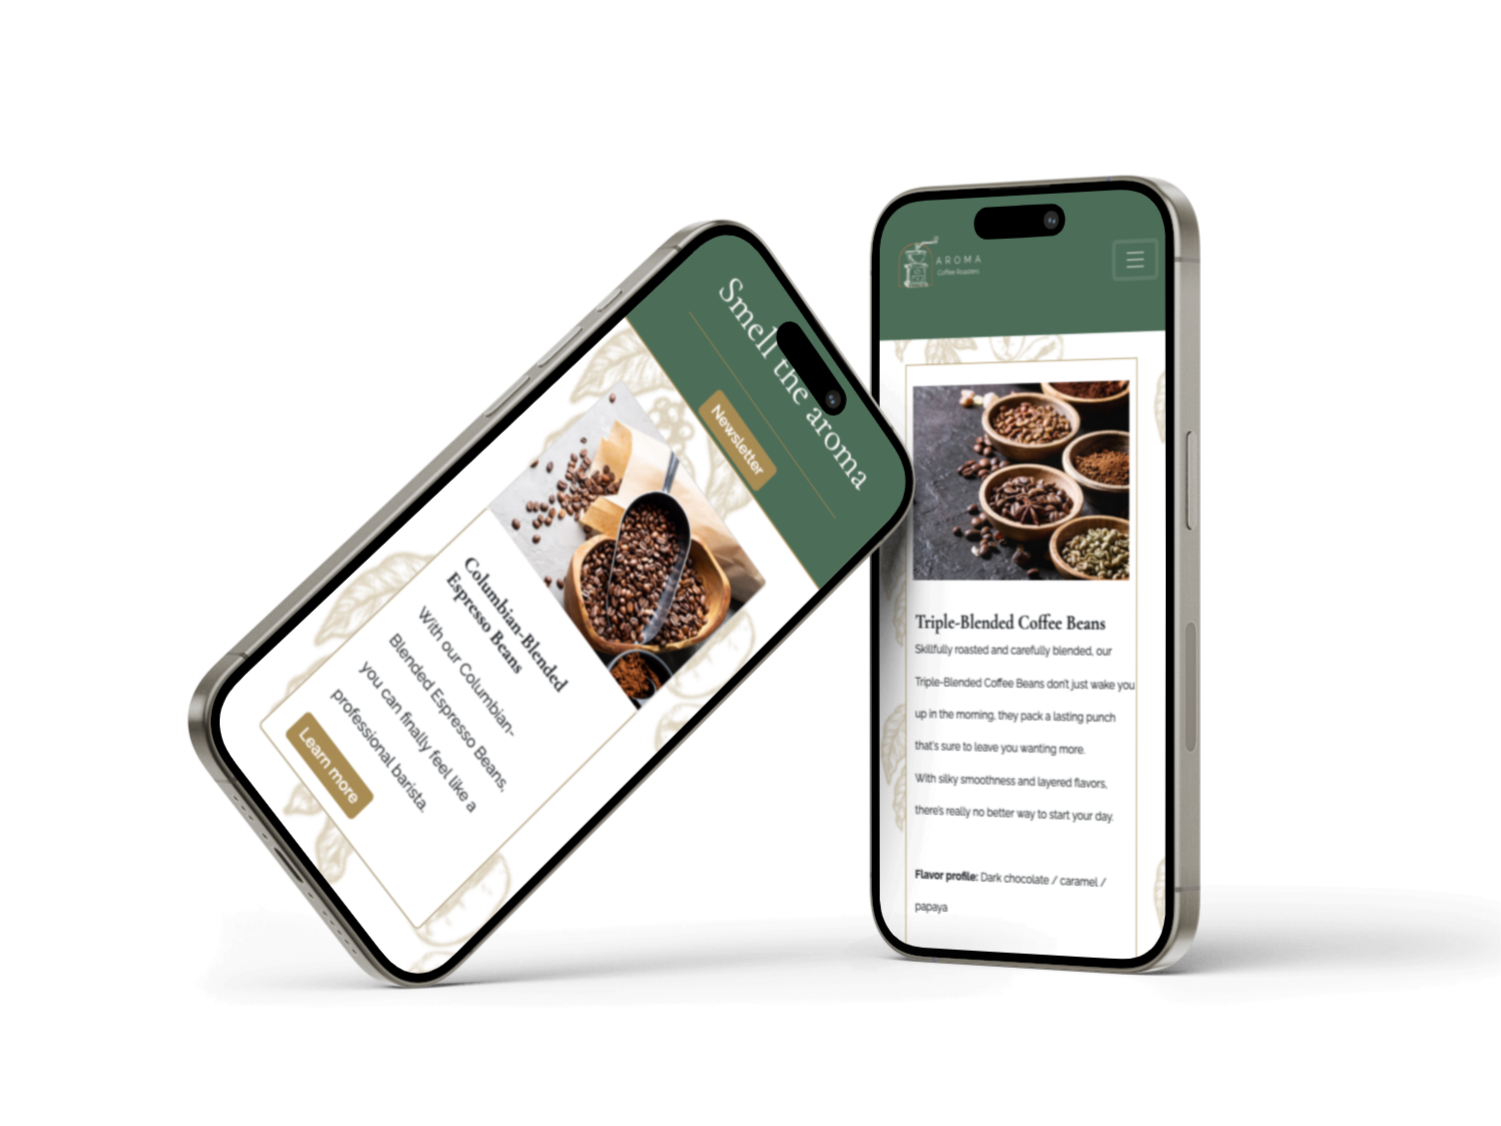 Smell the aroma
Newsletter
Columbian-Blended
Espresso Beans
With our Columbian-
Blended Espresso Beans,
you can finally feel like a
professional barista.
Learn more
AROMA
Coffee Roasters
Triple-Blended Coffee Beans
Skillfully roasted and carefully blended, our
Triple-Blended Coffee Beans don't just wake you
up in the morning, they pack a lasting punch
that's sure to leave you wanting more.
With silky smoothness and layered flavors,
there's really no better way to start your day.
Flavor profile: Dark chocolate / caramel /
papaya